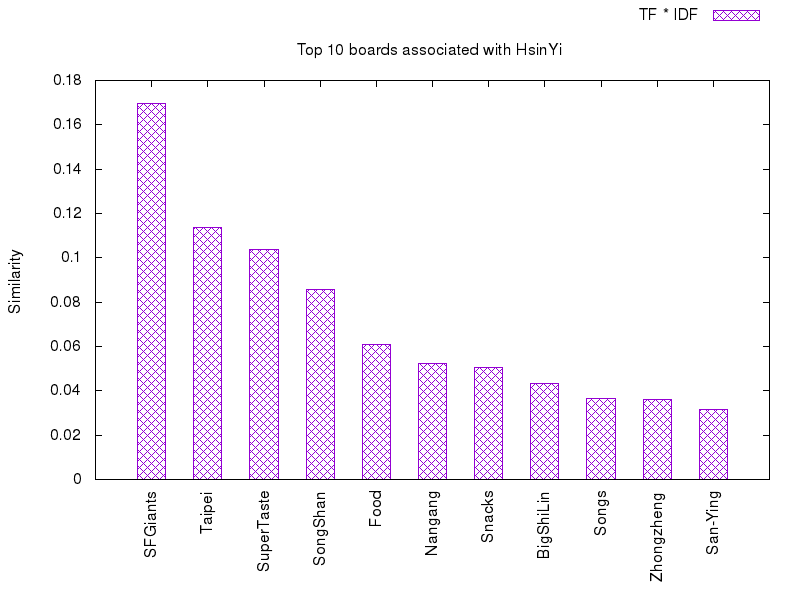 TF * IDF
Top 10 boards associated with HsinYi
0.18
0.16
0.14
0.12
0.1
0.08
0.06
0.04
0.02
0
Similarity
SFGiants
Taipei
SuperTaste
SongShan
Food
Nangang
Snacks
BigShiLin
Songs
Zhongzheng
San-Ying